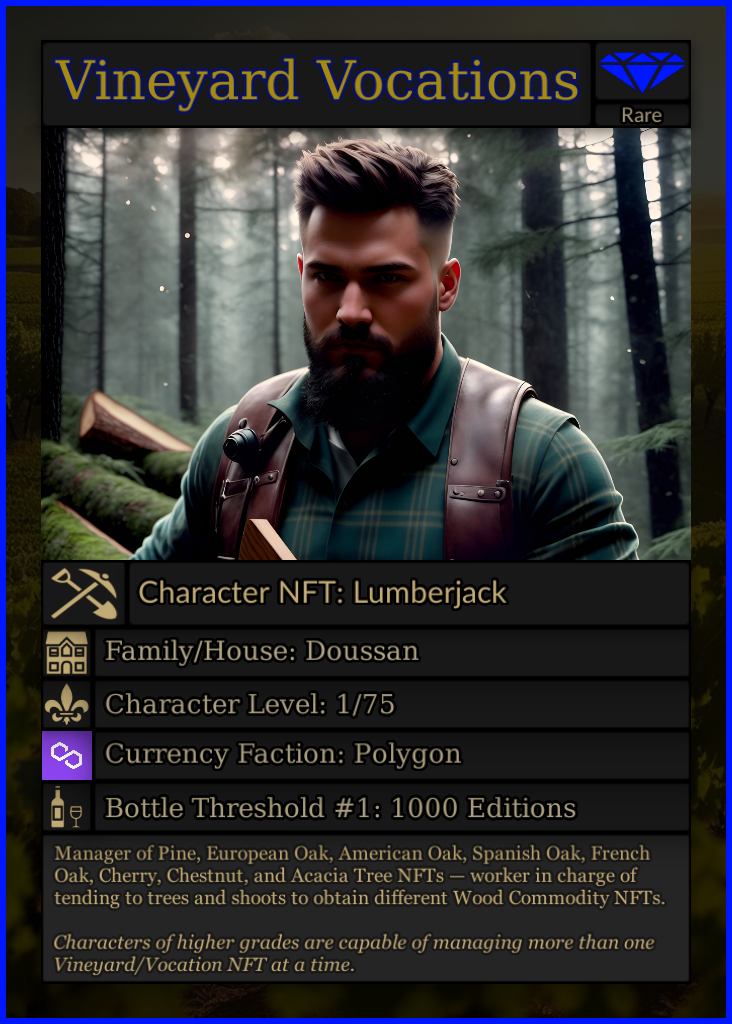 Vineyard Vocations
Rare
Character NFT: Lumberjack
Family/House: Doussan
Character Level: 1/75
Currency Faction: Polygon
Bottle Threshold #1: 1000 Editions
Manager of Pine, European Oak, American Oak, Spanish Oak, French
Oak, Cherry, Chestnut, and Acacia Tree NFTs — worker in charge of
tending to trees and shoots to obtain different Wood Commodity NFTs.
Characters of higher grades are capable of managing more than one
Vineyard/Vocation NFT at a time.